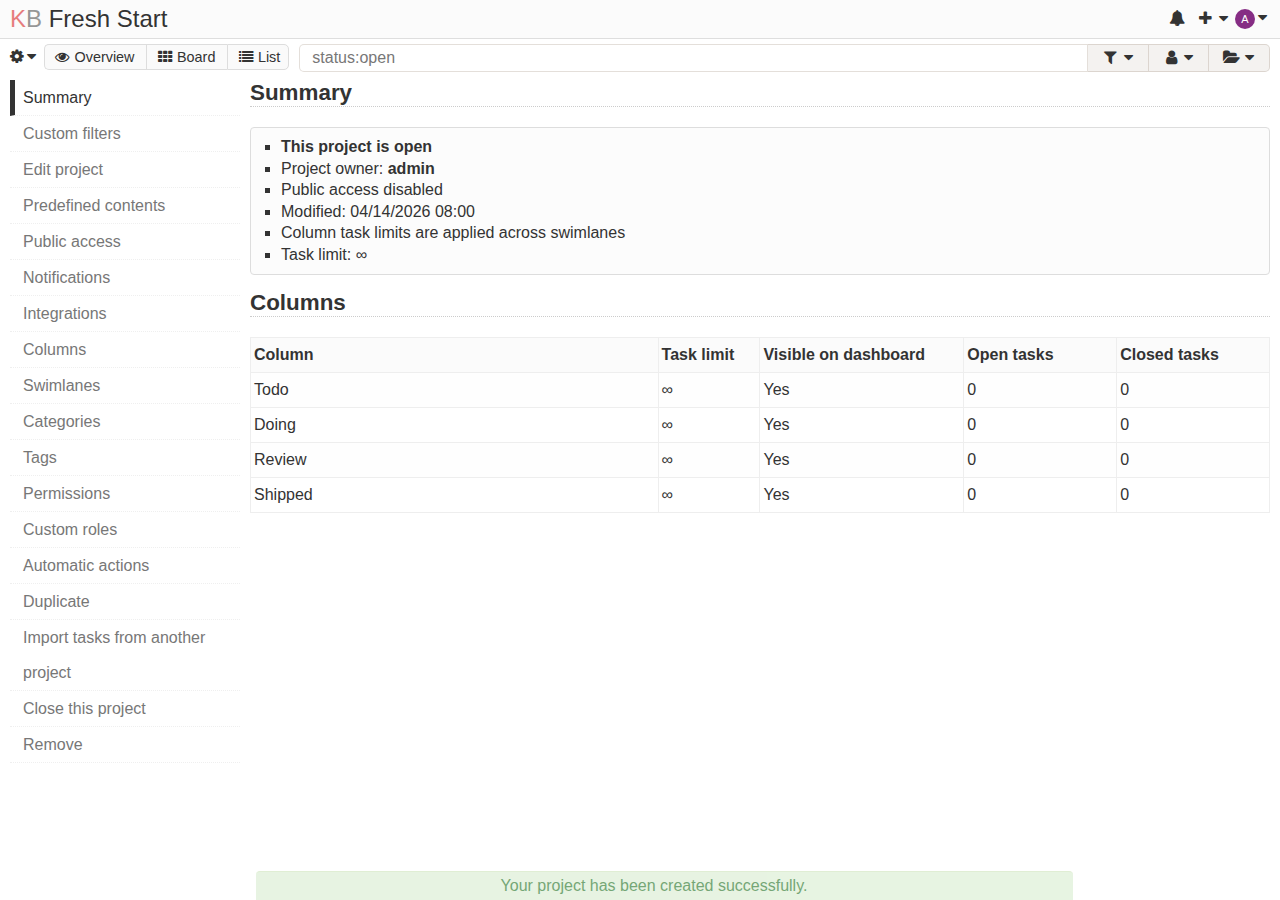 KB Fresh Start
A
Overview Board List status:open
Summary
Custom filters
Edit project
Predefined contents
Public access
Notifications
Integrations
Columns
Swimlanes
Categories
Tags
Permissions
Custom roles
Automatic actions
Duplicate
Import tasks from another
project
Close this project
Remove
Summary
This project is open
Project owner: admin
Public access disabled
Modified: 04/14/2026 08:00
Column task limits are applied across swimlanes
Task limit: ∞
Columns
Column Task limit Visible on dashboard Open tasks Closed tasks
Todo ∞ Yes 0 0
Doing ∞ Yes 0 0
Review ∞ Yes 0 0
Shipped ∞ Yes 0 0
Your project has been created successfully.